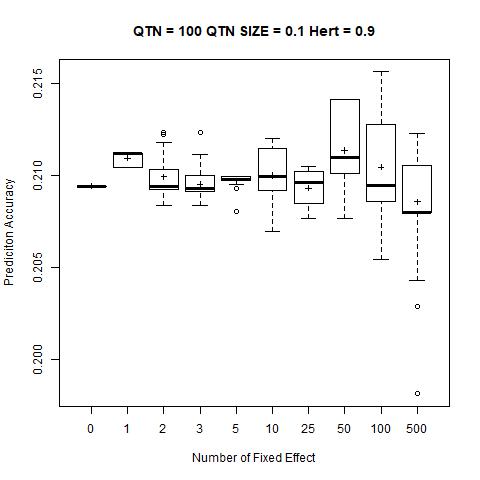 QTN = 100 QTN SIZE = 0.1 Hert = 0.9
Prediciton Accuracy
0.215
0.210
0.205
0.200
0 1 2 3 5 10 25 50 100 500
Number of Fixed Effect